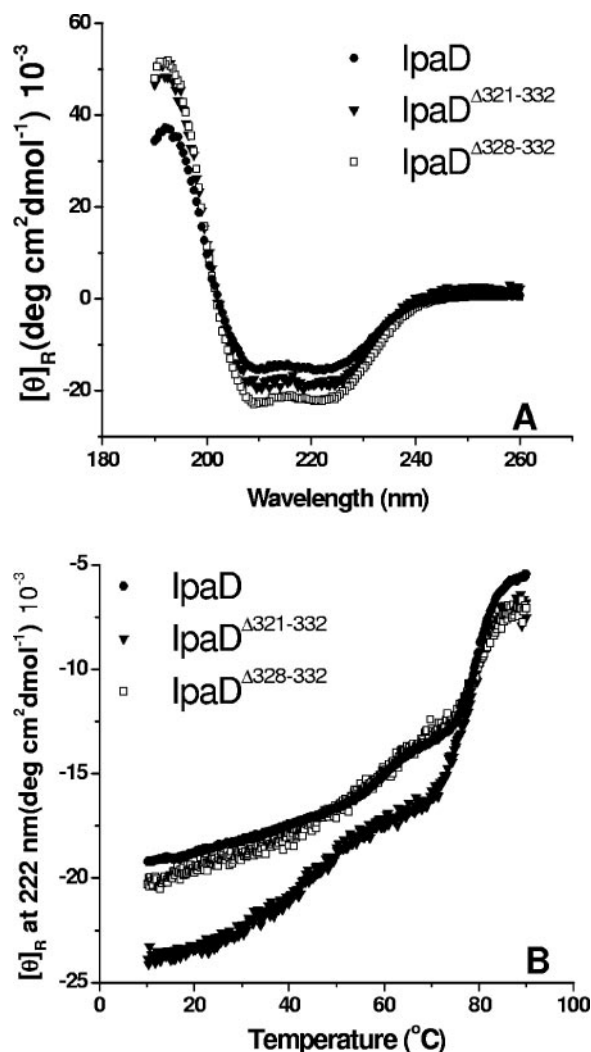 60
40
20
0
-20
180 200 220 240 260
[θ]R(deg cm²dmol⁻¹) 10⁻³
Wavelength (nm)
IpaD
IpaD^Δ321-332
IpaD^Δ328-332
A
-5
-10
-15
-20
-25
0 20 40 60 80 100
[θ]R at 222 nm(deg cm²dmol⁻¹) 10⁻³
Temperature (°C)
IpaD
IpaD^Δ321-332
IpaD^Δ328-332
B